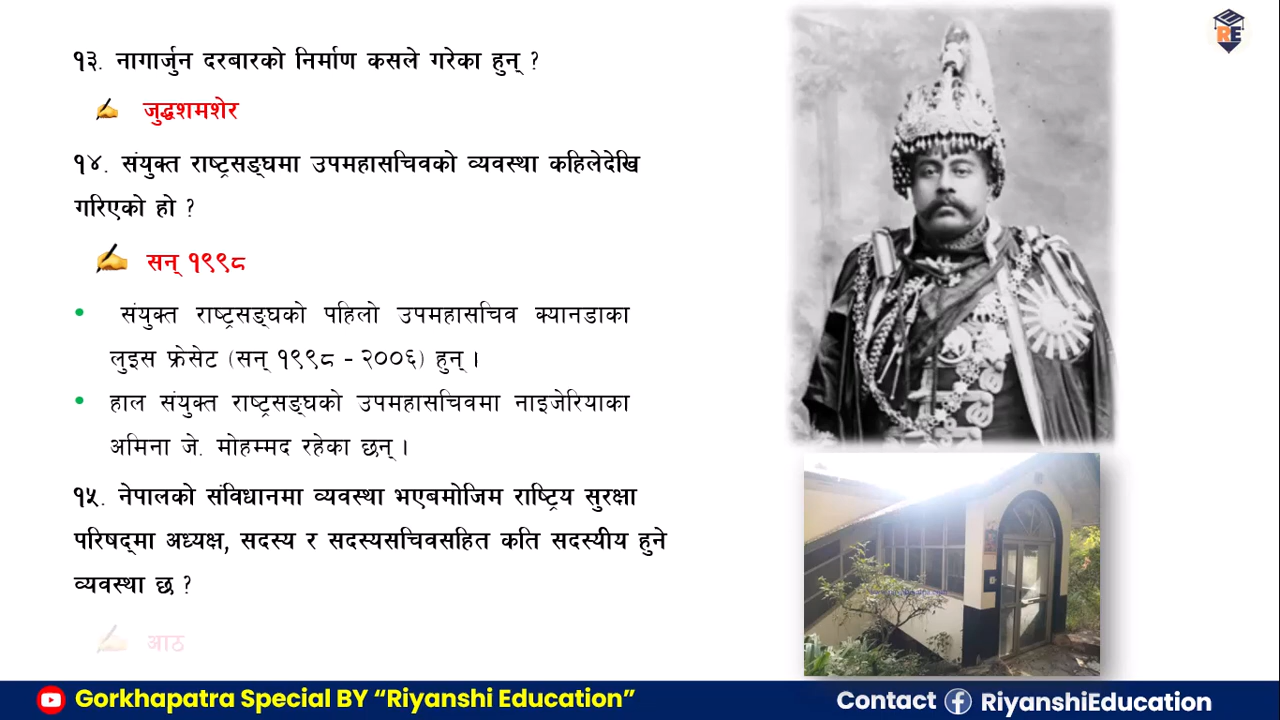 १३. नागार्जुन दरबारको निर्माण कसले गरेका हुन् ?
जुद्धशमशेर
१४. संयुक्त राष्ट्रसङ्घमा उपमहासचिवको व्यवस्था कहिलेदेखि
गरिएको हो ?
सन् १९९८
• संयुक्त राष्ट्रसङ्घको पहिलो उपमहासचिव क्यानडाका
लुइस फ्रेसेट (सन् १९९८ - २००६) हुन् ।
• हाल संयुक्त राष्ट्रसङ्घको उपमहासचिवमा नाइजेरियाका
अमिना जे. मोहम्मद रहेका छन् ।
१५. नेपालको संविधानमा व्यवस्था भएबमोजिम राष्ट्रिय सुरक्षा
परिषद्‌मा अध्यक्ष, सदस्य र सदस्यसचिवसहित कति सदस्यीय हुने
व्यवस्था छ ?
आठ
RE
Gorkhapatra Special BY “Riyanshi Education”
Contact RiyanshiEducation